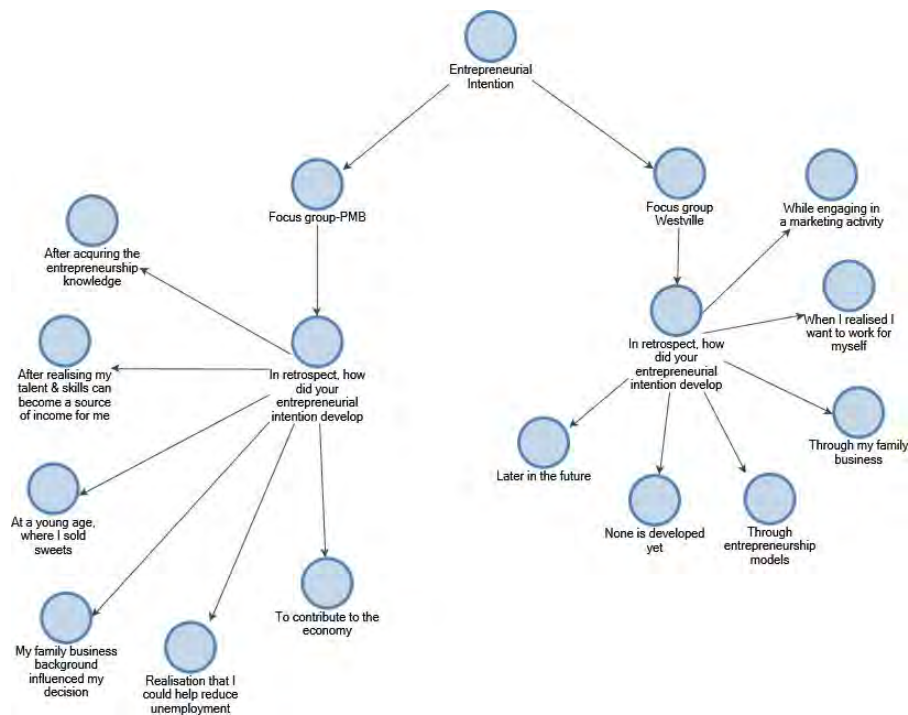 Entrepreneurial
Intention
Focus group-PMB
Focus group
Westville
While engaging in
a marketing activity
After acquring the
entrepreneurship
knowledge
When I realised I
want to work for
myself
In retrospect, how
did your
entrepreneurial
intention develop
In retrospect, how
did your
entrepreneurial
intention develop
After realising my
talent & skills can
become a source
of income for me
Through my family
business
Later in the future
At a young age,
where I sold
sweets
None is developed
yet
Through
entrepreneurship
models
To contribute to the
economy
My family business
background
influenced my
decision
Realisation that I
could help reduce
unemployment